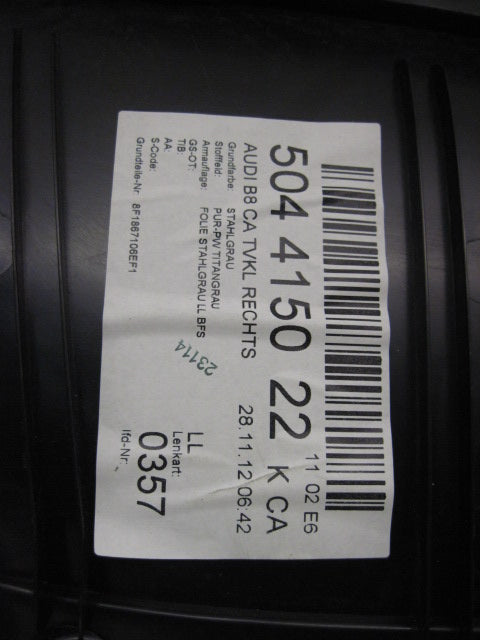 11 02 E6
504 4150 22 K CA
AUDI B8 CA TVKL RECHTS 28.11.12 06:42
Grundfarbe: STAHLGRAU
Stofffeld: PUR-PW TITANGRAU
Armauflage: FOLIE STAHLGRAU LL BFS
GS-OT:
TIB:
AA:
S-Code:
Grundteile-Nr. 8F1867106EF1
23114
LL
Lenkart:
0357
lfd-Nr: